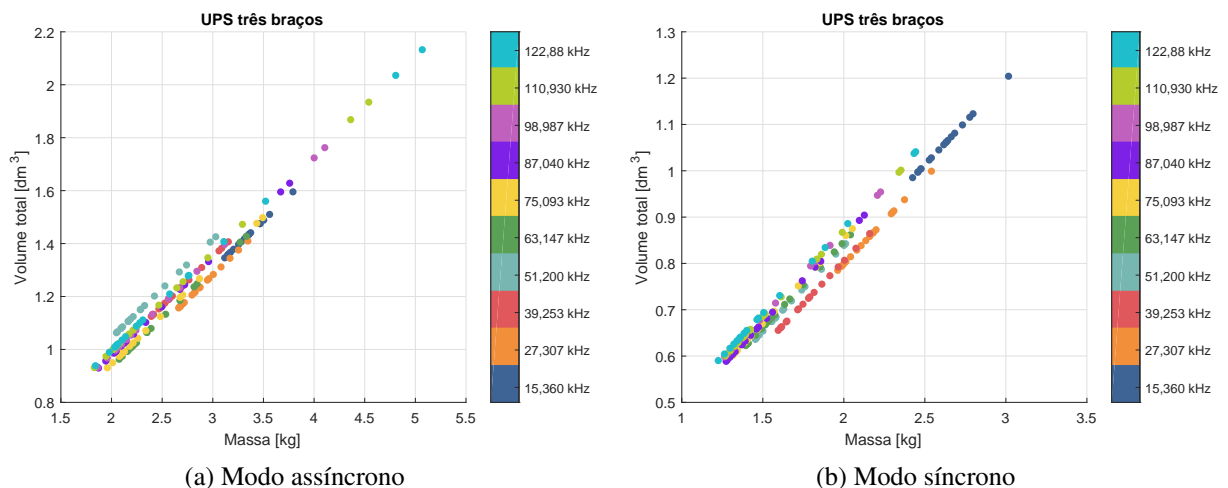 UPS três braços
Volume total [dm³]
2.2
2
1.8
1.6
1.4
1.2
1
0.8
1.5 2 2.5 3 3.5 4 4.5 5 5.5
Massa [kg]
122,88 kHz
110,930 kHz
98,987 kHz
87,040 kHz
75,093 kHz
63,147 kHz
51,200 kHz
39,253 kHz
27,307 kHz
15,360 kHz
(a) Modo assíncrono
UPS três braços
Volume total [dm³]
1.3
1.2
1.1
1
0.9
0.8
0.7
0.6
0.5
1 1.5 2 2.5 3 3.5
Massa [kg]
122,88 kHz
110,930 kHz
98,987 kHz
87,040 kHz
75,093 kHz
63,147 kHz
51,200 kHz
39,253 kHz
27,307 kHz
15,360 kHz
(b) Modo síncrono